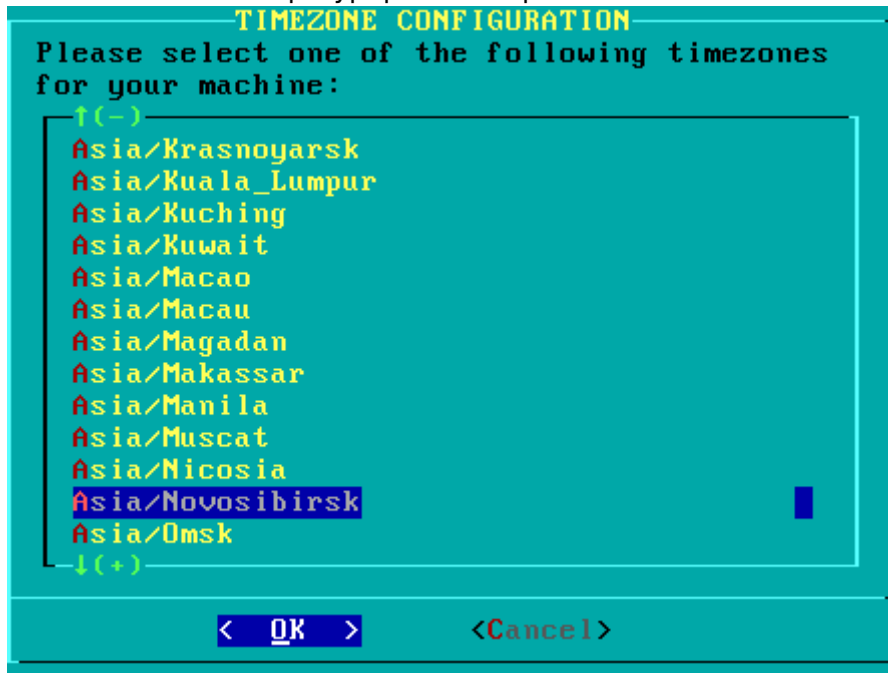 TIMEZONE CONFIGURATION
Please select one of the following timezones
for your machine:
↑(-)
Asia/Krasnoyarsk
Asia/Kuala_Lumpur
Asia/Kuching
Asia/Kuwait
Asia/Macao
Asia/Macau
Asia/Magadan
Asia/Makassar
Asia/Manila
Asia/Muscat
Asia/Nicosia
Asia/Novosibirsk
Asia/Omsk
↓(+)
< OK > <Cancel>